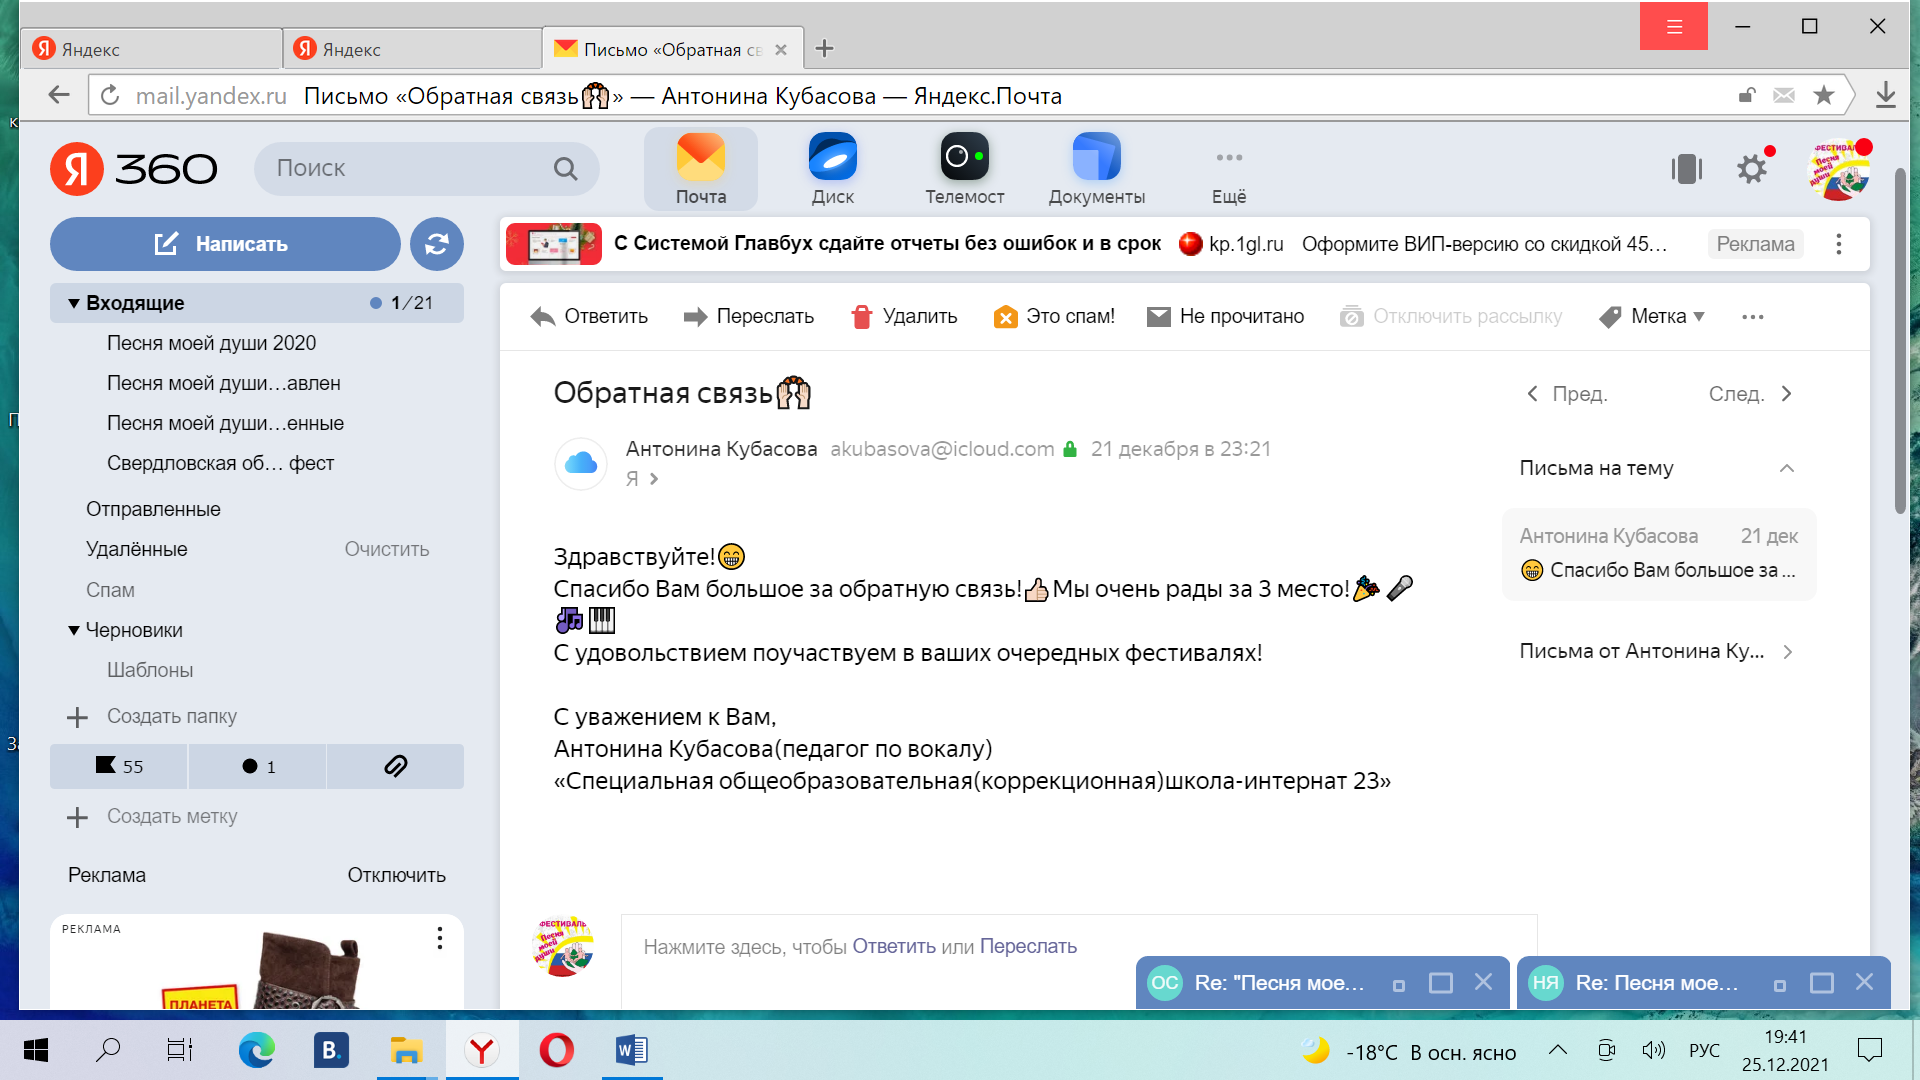 Яндекс
Яндекс
Письмо «Обратная св
mail.yandex.ru Письмо «Обратная связь🙌» — Антонина Кубасова — Яндекс.Почта
Я 360
Поиск
Почта
Диск
Телемост
Документы
Ещё
Написать
С Системой Главбух сдайте отчеты без ошибок и в срок kp.1gl.ru Оформите ВИП-версию со скидкой 45… Реклама
Входящие 1/21
Песня моей души 2020
Песня моей души…авлен
Песня моей души…енные
Свердловская об… фест
Отправленные
Удалённые Очистить
Спам
Черновики
Шаблоны
Создать папку
55 1
Создать метку
Реклама Отключить
РЕКЛАМА
ПЛАНЕТА
Ответить Переслать Удалить Это спам! Не прочитано Отключить рассылку Метка
Обратная связь🙌
Пред. След.
Антонина Кубасова akubasova@icloud.com 21 декабря в 23:21
Я
Здравствуйте!😁
Спасибо Вам большое за обратную связь!👍Мы очень рады за 3 место!🎉🎤
🎶🎹
С удовольствием поучаствуем в ваших очередных фестивалях!
С уважением к Вам,
Антонина Кубасова(педагог по вокалу)
«Специальная общеобразовательная(коррекционная)школа-интернат 23»
Письма на тему
Антонина Кубасова 21 дек
😁 Спасибо Вам большое за ...
Письма от Антонина Ку...
ФЕСТИВАЛЬ
Песня
моей
души
Нажмите здесь, чтобы Ответить или Переслать
ОС Re: "Песня мое…
НЯ Re: Песня мое…
-18°C В осн. ясно
РУС
19:41
25.12.2021